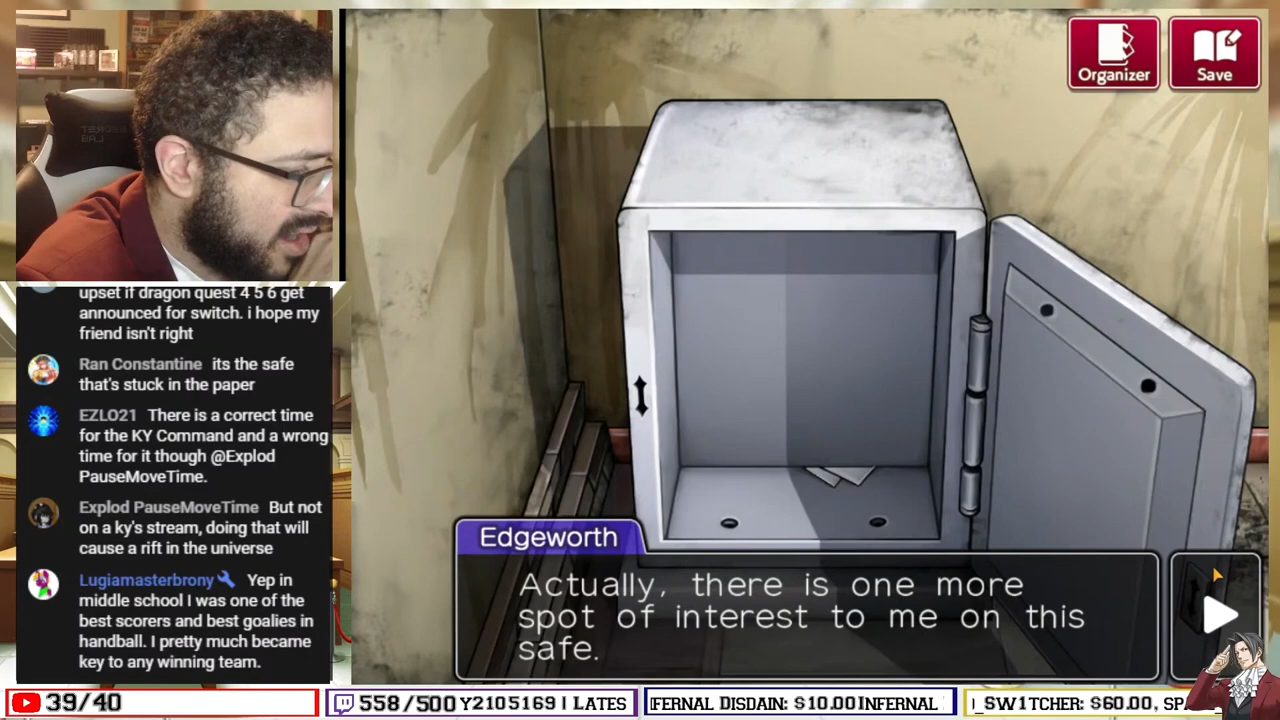 Organizer
Save
upset if dragon quest 4 5 6 get
announced for switch. i hope my
friend isn't right
Ran Constantine its the safe
that's stuck in the paper
EZLO21 There is a correct time
for the KY Command and a wrong
time for it though @Explod
PauseMoveTime.
Explod PauseMoveTime But not
on a ky's stream, doing that will
cause a rift in the universe
Lugiamasterbrony Yep in
middle school I was one of the
best scorers and best goalies in
handball. I pretty much became
key to any winning team.
Edgeworth
Actually, there is one more
spot of interest to me on this
safe.
39/40
558/500 Y2105169 | LATES
FERNAL DISDAIN: $10.00 INFERNAL
_SW1TCHER: $60.00, SP